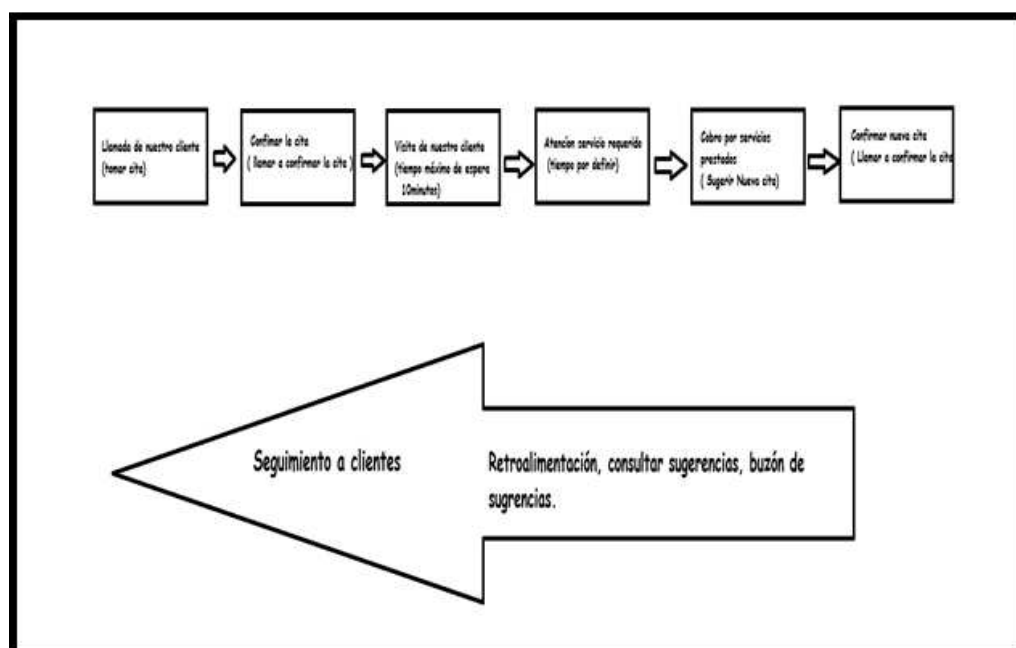 Llamada de nuestro cliente
(tomar cita)
Confimar la cita
( llamar a confirmar la cita )
Visita de nuestro cliente
(tiempo máximo de espera
10minutos)
Atención servicio requerido
(tiempo por definir)
Cobro por servicios
prestados
( Sugerir Nueva cita)
Confirmar nueva cita
( Llamar a confirmar la cita
Seguimiento a clientes
Retroalimentación, consultar sugerencias, buzón de
sugrencias.